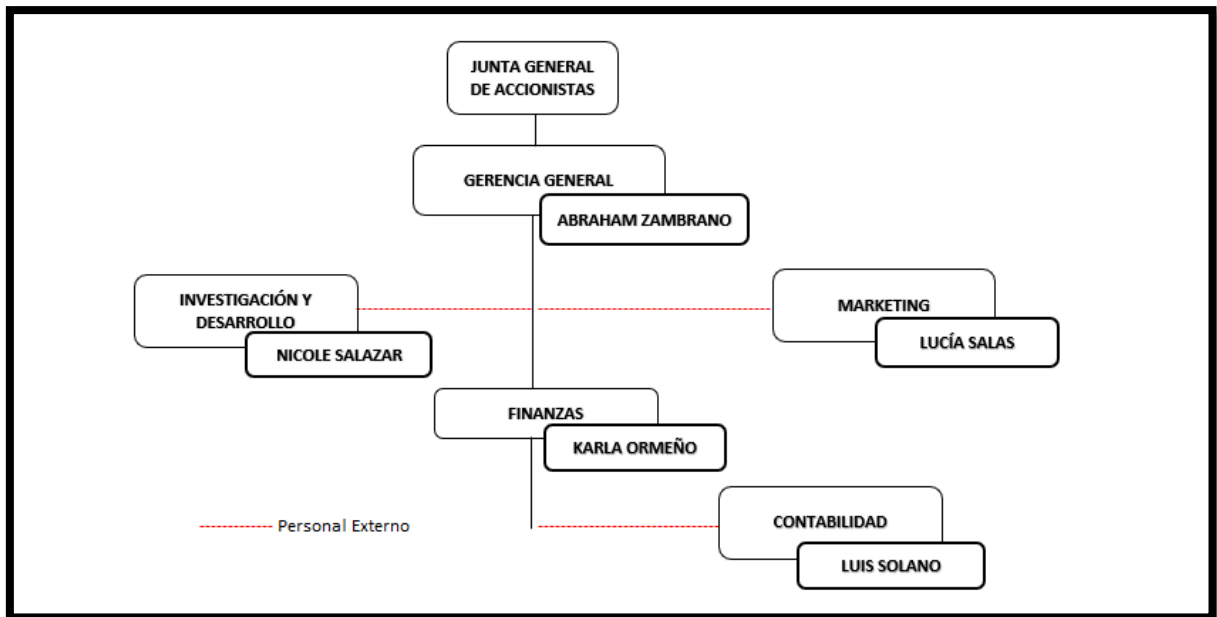 JUNTA GENERAL
DE ACCIONISTAS
GERENCIA GENERAL
ABRAHAM ZAMBRANO
INVESTIGACIÓN Y
DESARROLLO
NICOLE SALAZAR
MARKETING
LUCÍA SALAS
FINANZAS
KARLA ORMEÑO
Personal Externo
CONTABILIDAD
LUIS SOLANO